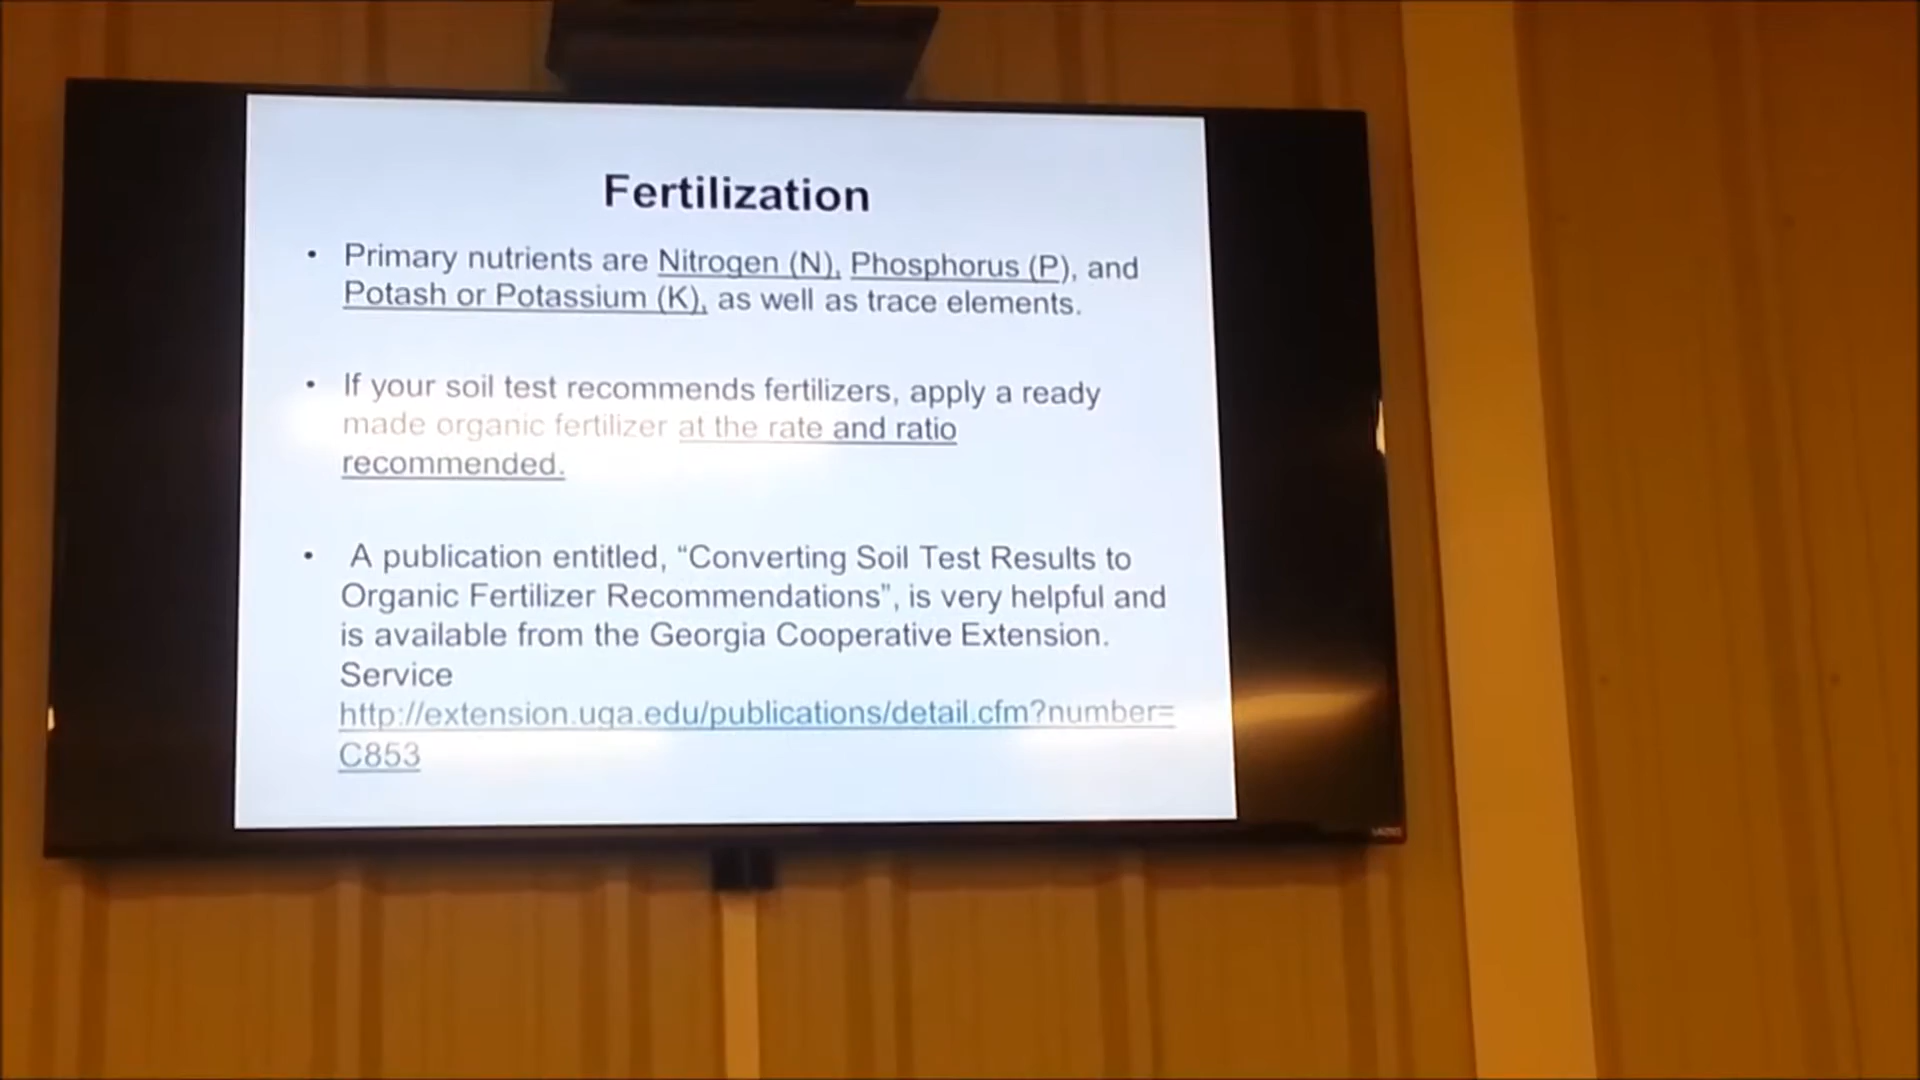 Fertilization
• Primary nutrients are Nitrogen (N), Phosphorus (P), and
Potash or Potassium (K), as well as trace elements.
• If your soil test recommends fertilizers, apply a ready
made organic fertilizer at the rate and ratio
recommended.
• A publication entitled, “Converting Soil Test Results to
Organic Fertilizer Recommendations”, is very helpful and
is available from the Georgia Cooperative Extension.
Service
http://extension.uga.edu/publications/detail.cfm?number=
C853
VIZIO